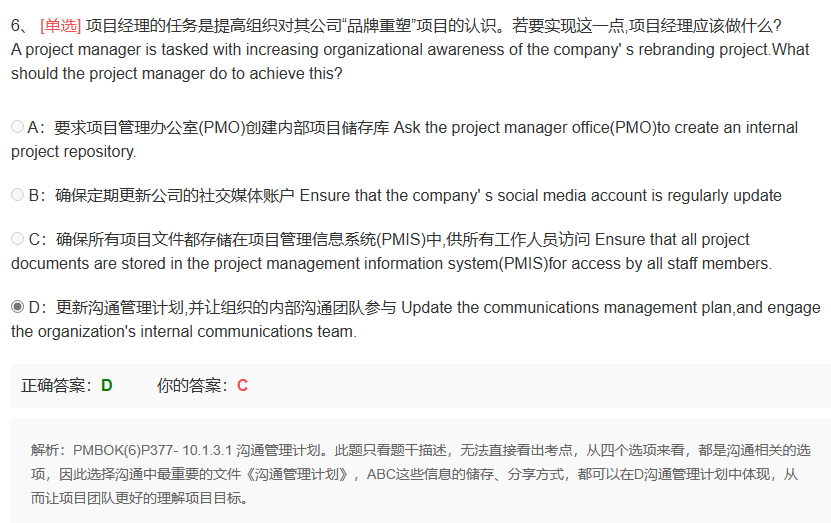 6、 [单选] 项目经理的任务是提高组织对其公司“品牌重塑”项目的认识。若要实现这一点,项目经理应该做什么?
A project manager is tasked with increasing organizational awareness of the company' s rebranding project.What
should the project manager do to achieve this?
A：要求项目管理办公室(PMO)创建内部项目储存库 Ask the project manager office(PMO)to create an internal
project repository.
B：确保定期更新公司的社交媒体账户 Ensure that the company' s social media account is regularly update
C：确保所有项目文件都存储在项目管理信息系统(PMIS)中,供所有工作人员访问 Ensure that all project
documents are stored in the project management information system(PMIS)for access by all staff members.
D：更新沟通管理计划,并让组织的内部沟通团队参与 Update the communications management plan,and engage
the organization's internal communications team.
正确答案：D 你的答案：C
解析：PMBOK(6)P377- 10.1.3.1 沟通管理计划。此题只看题干描述，无法直接看出考点，从四个选项来看，都是沟通相关的选
项，因此选择沟通中最重要的文件《沟通管理计划》，ABC这些信息的储存、分享方式，都可以在D沟通管理计划中体现，从
而让项目团队更好的理解项目目标。